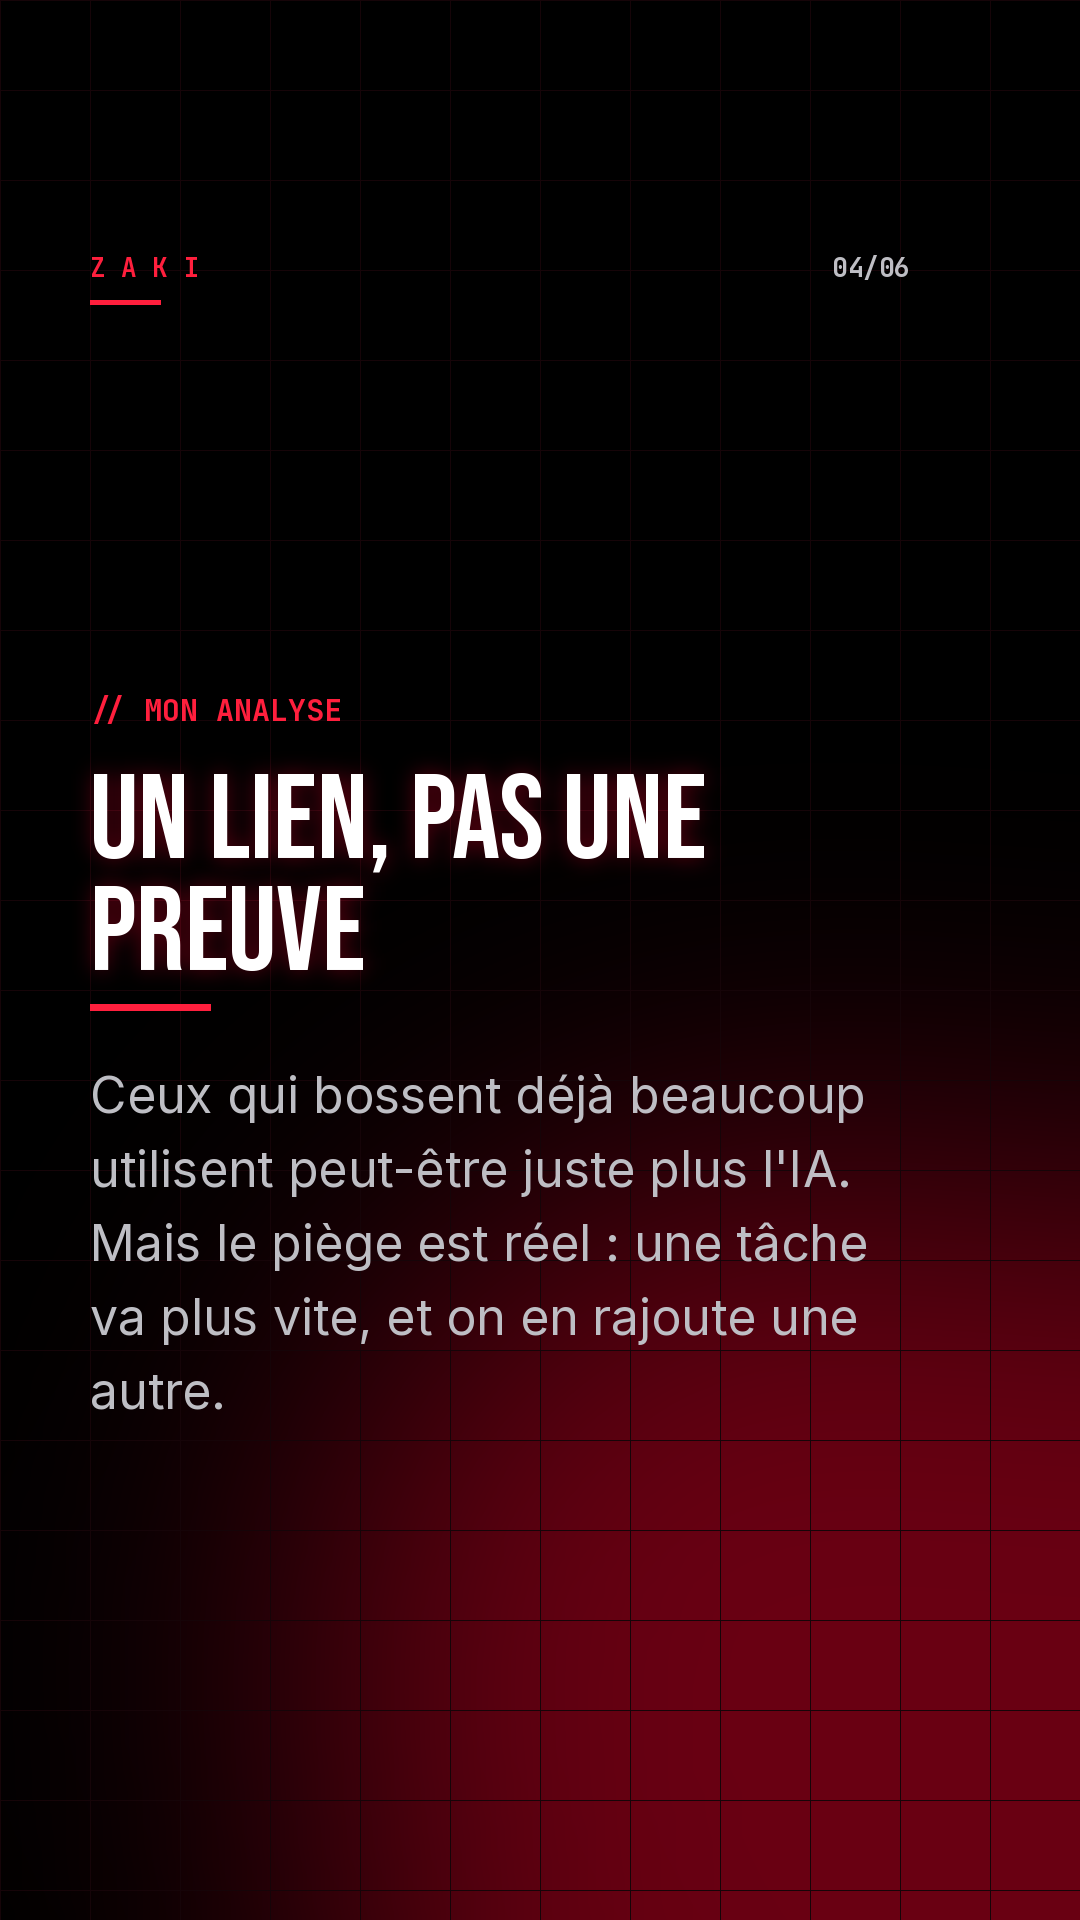 ZAKI
04/06
// MON ANALYSE
UN LIEN, PAS UNE
PREUVE
Ceux qui bossent déjà beaucoup
utilisent peut-être juste plus l'IA.
Mais le piège est réel : une tâche
va plus vite, et on en rajoute une
autre.